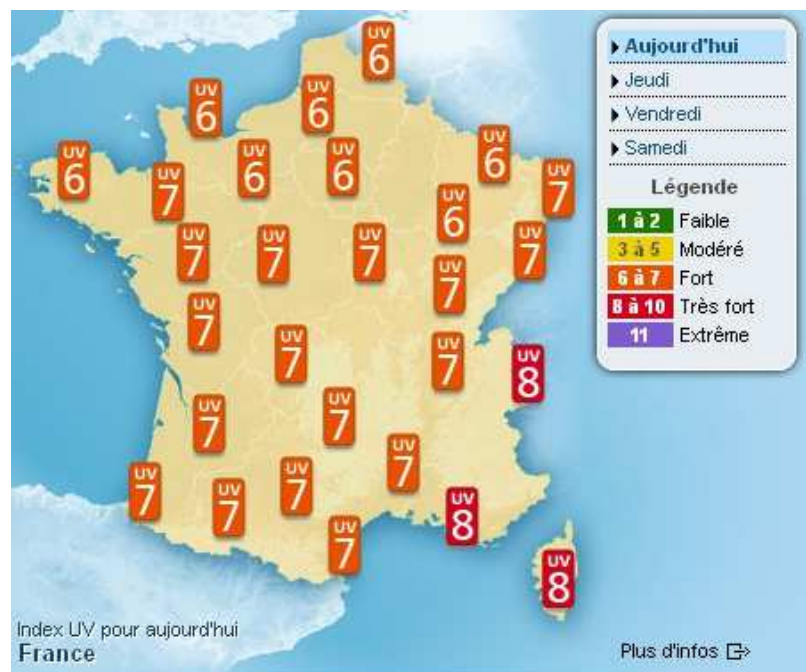 UV
6
UV
6
UV
6
UV
6
UV
6
UV
6
UV
6
UV
7
UV
7
UV
6
UV
7
UV
7
UV
7
UV
7
UV
7
UV
7
UV
7
UV
7
UV
8
UV
7
UV
7
UV
7
UV
7
UV
7
UV
7
UV
8
UV
7
UV
8
Aujourd'hui
Jeudi
Vendredi
Samedi
Légende
1 à 2 Faible
3 à 5 Modéré
6 à 7 Fort
8 à 10 Très fort
11 Extrême
Index UV pour aujourd'hui
France
Plus d'infos